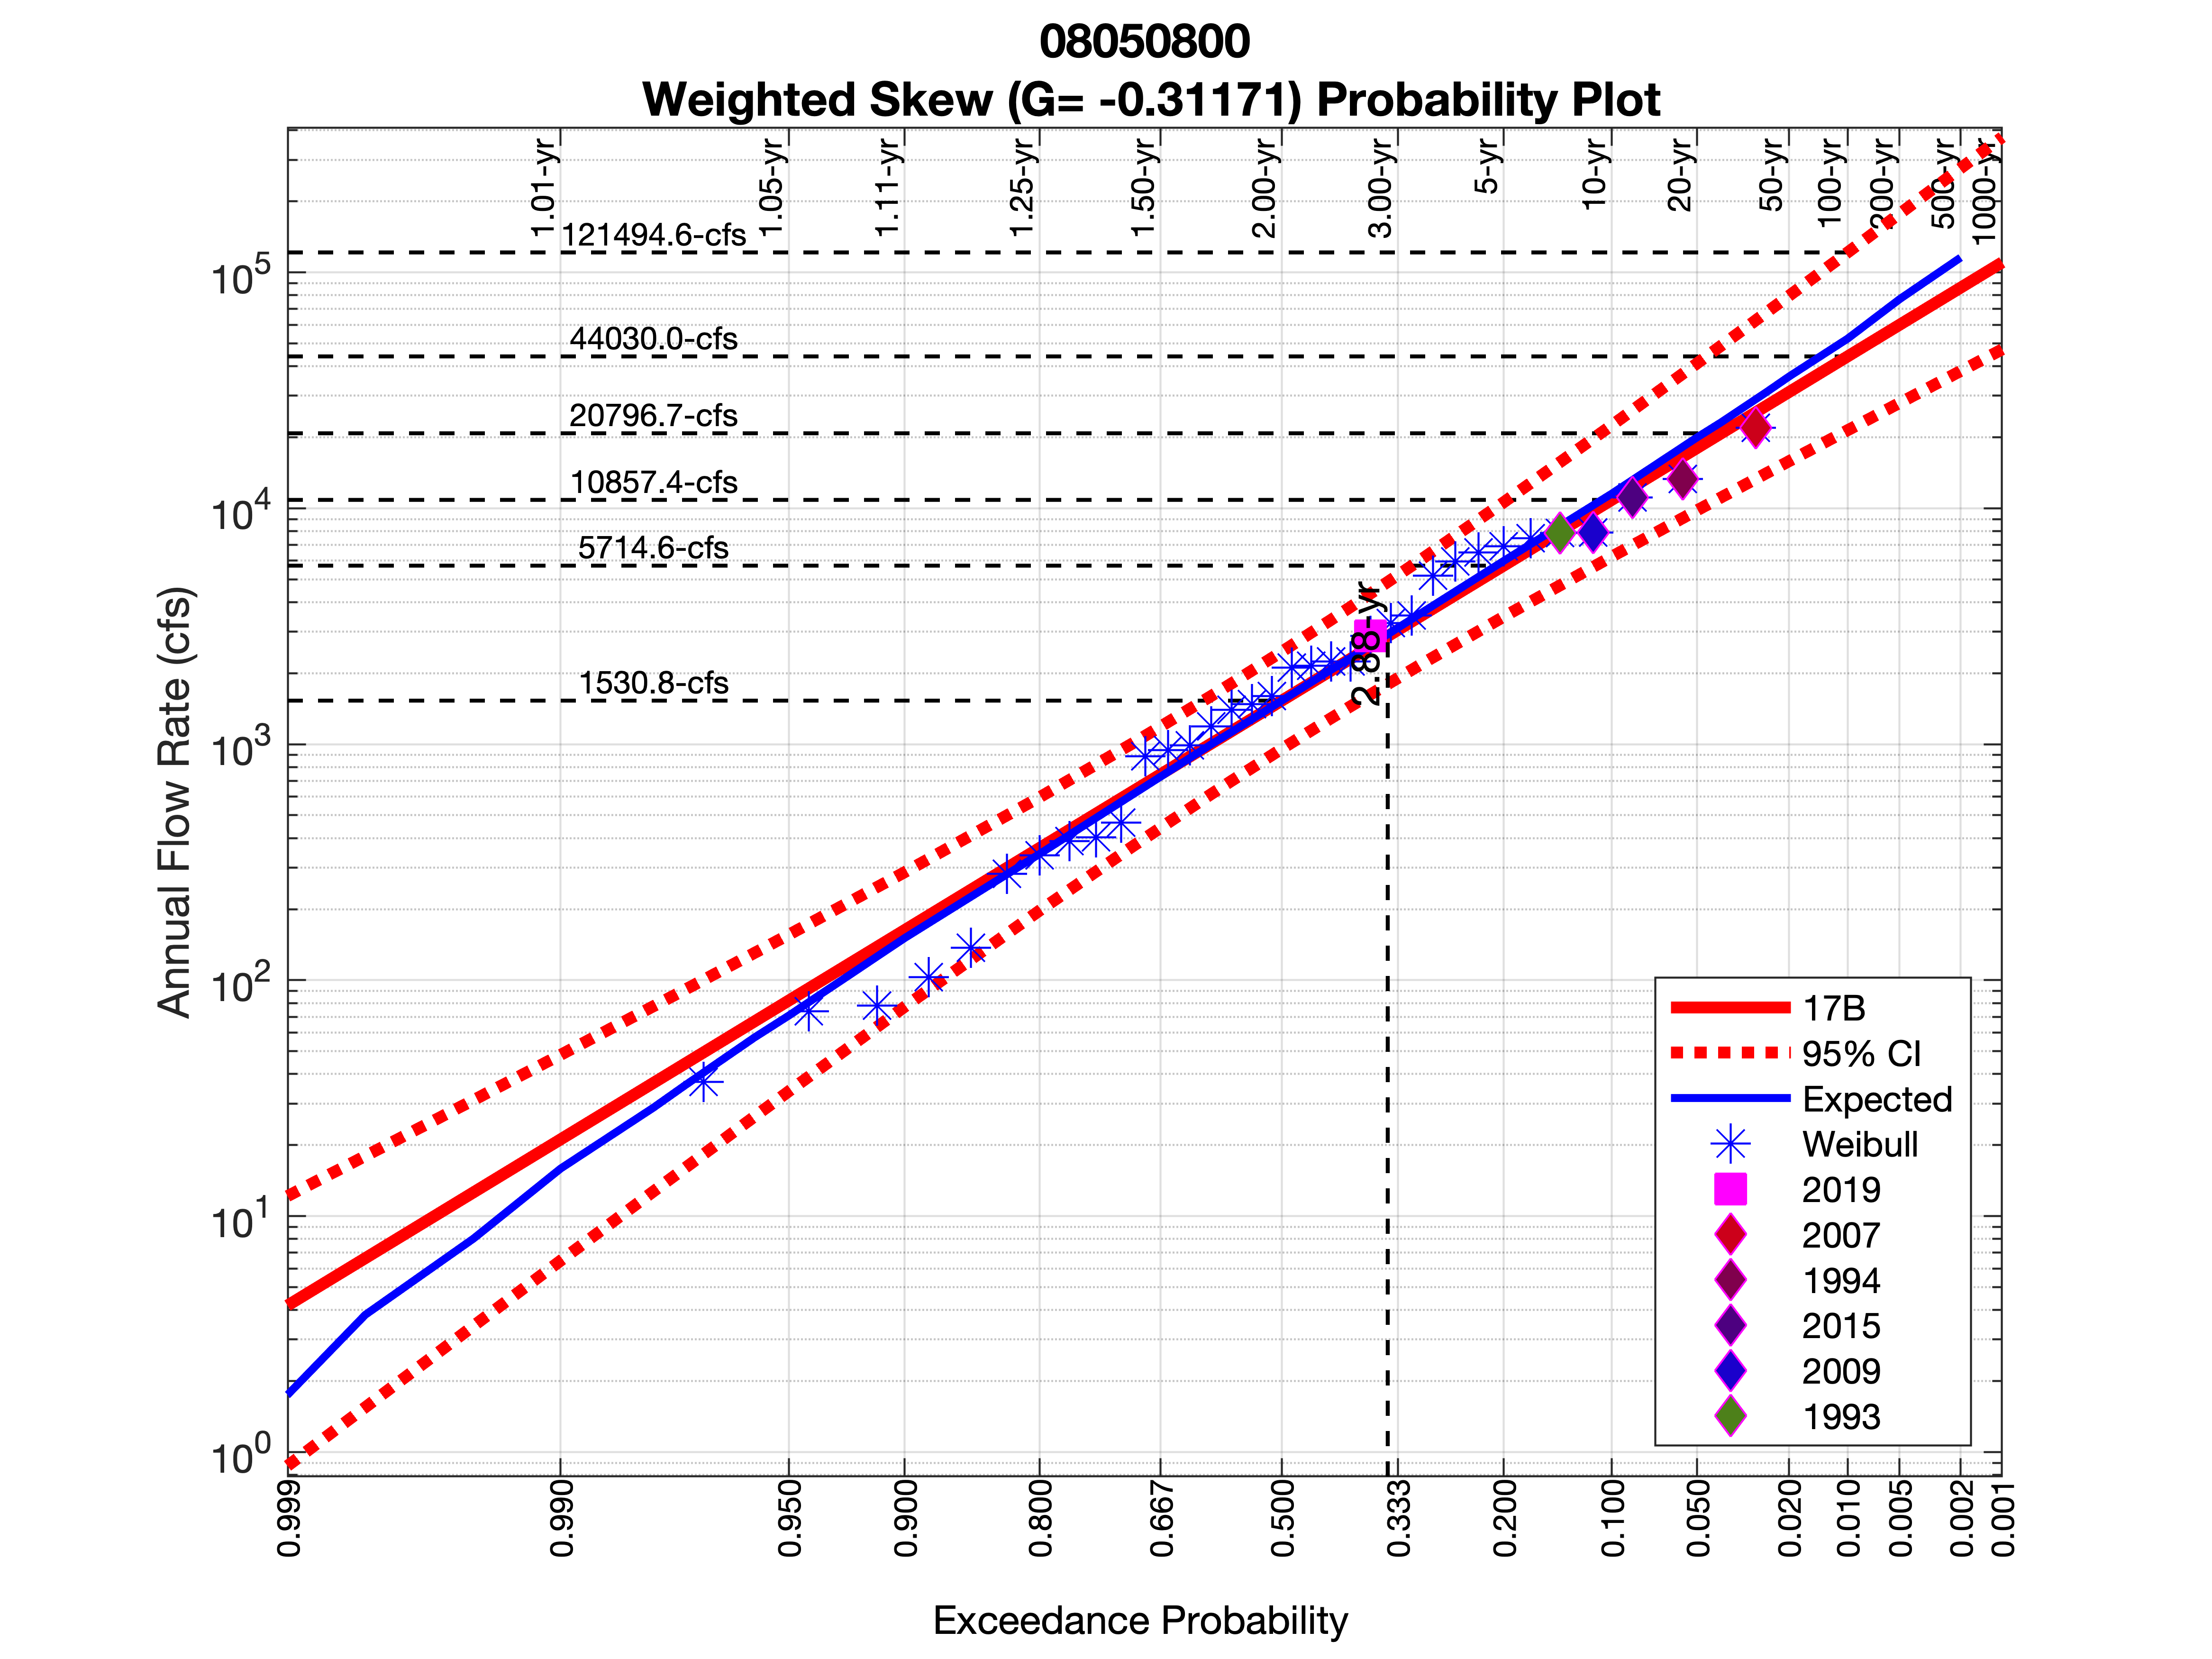 08050800
Weighted Skew (G= -0.31171) Probability Plot
1.01-yr
1.05-yr
1.11-yr
1.25-yr
1.50-yr
2.00-yr
3.00-yr
5-yr
10-yr
20-yr
50-yr
100-yr
200-yr
500-yr
1000-yr
121494.6-cfs
44030.0-cfs
20796.7-cfs
10857.4-cfs
5714.6-cfs
1530.8-cfs
2.88-yr
Annual Flow Rate (cfs)
10^5
10^4
10^3
10^2
10^1
10^0
17B
95% CI
Expected
Weibull
2019
2007
1994
2015
2009
1993
0.999
0.990
0.950
0.900
0.800
0.667
0.500
0.333
0.200
0.100
0.050
0.020
0.010
0.005
0.002
0.001
Exceedance Probability